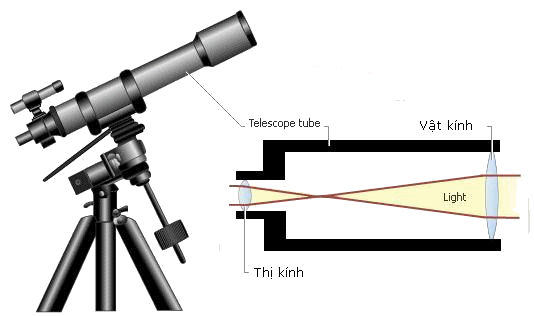 Telescope tube
Vật kính
Light
Thị kính